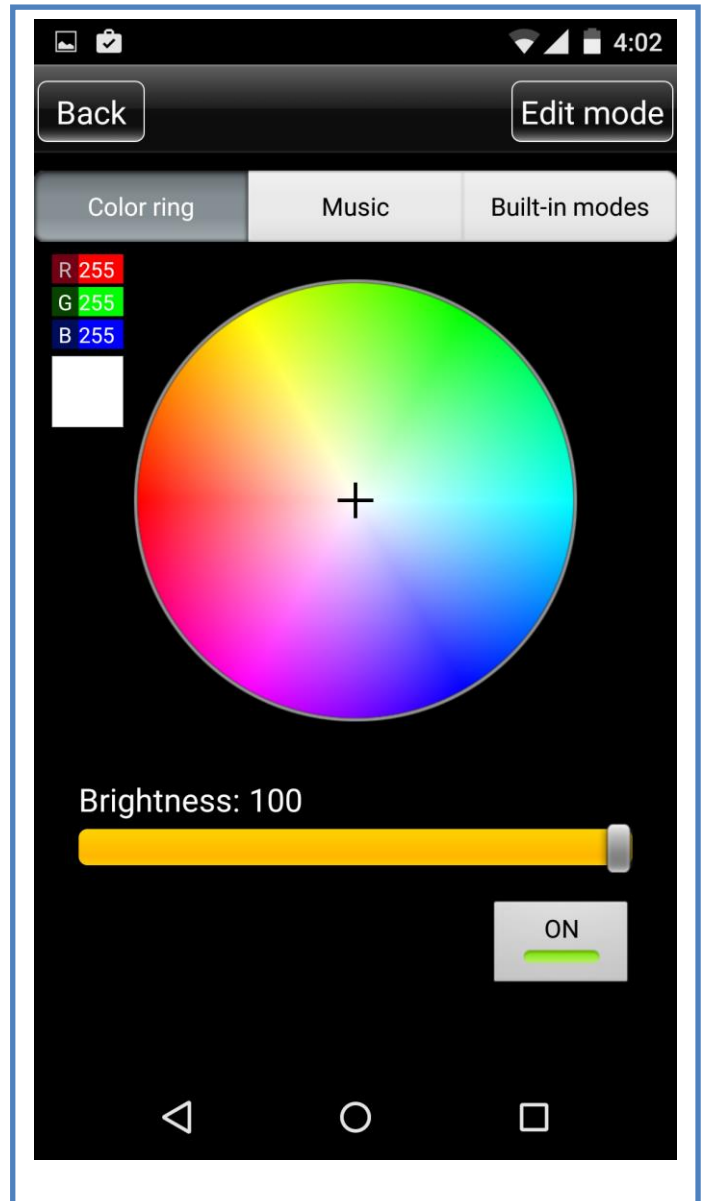 4:02
Back Edit mode
Color ring Music Built-in modes
R 255
G 255
B 255
Brightness: 100
ON